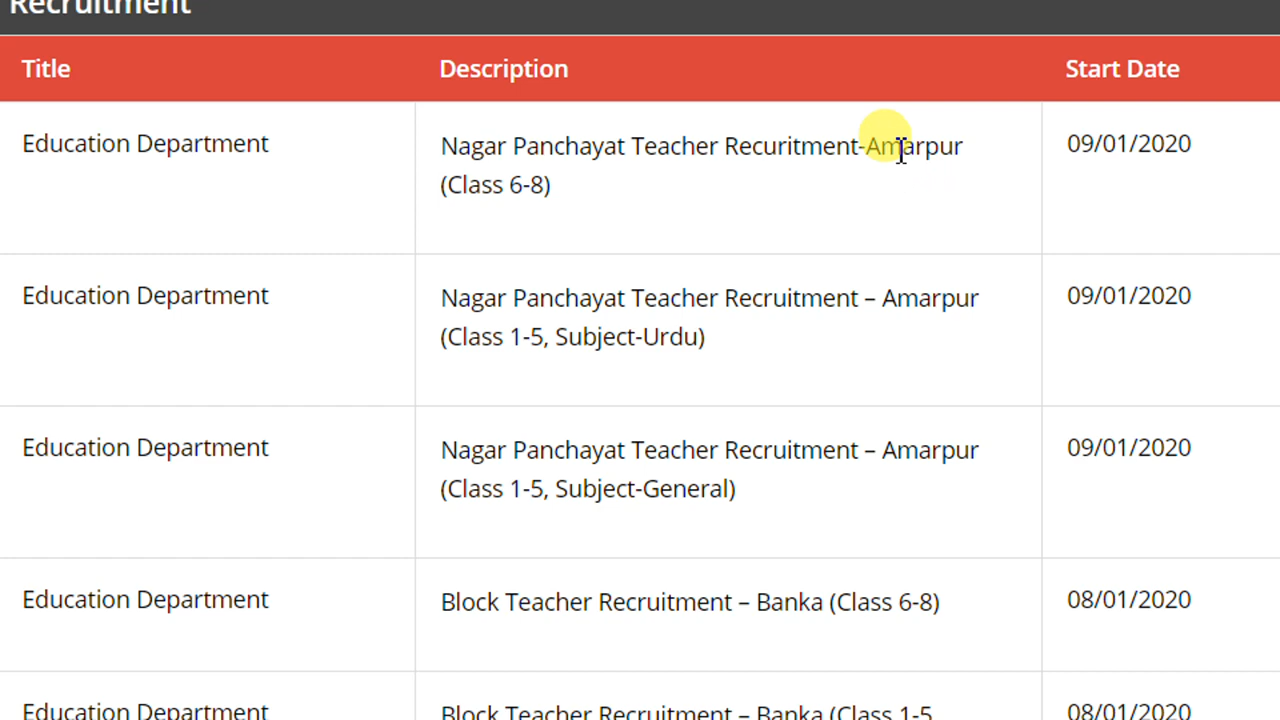 Recruitment
Title Description Start Date
Education Department Nagar Panchayat Teacher Recuritment-Amarpur 09/01/2020
(Class 6-8)
Education Department Nagar Panchayat Teacher Recruitment – Amarpur 09/01/2020
(Class 1-5, Subject-Urdu)
Education Department Nagar Panchayat Teacher Recruitment – Amarpur 09/01/2020
(Class 1-5, Subject-General)
Education Department Block Teacher Recruitment – Banka (Class 6-8) 08/01/2020
Education Department Block Teacher Recruitment – Banka (Class 1-5 08/01/2020